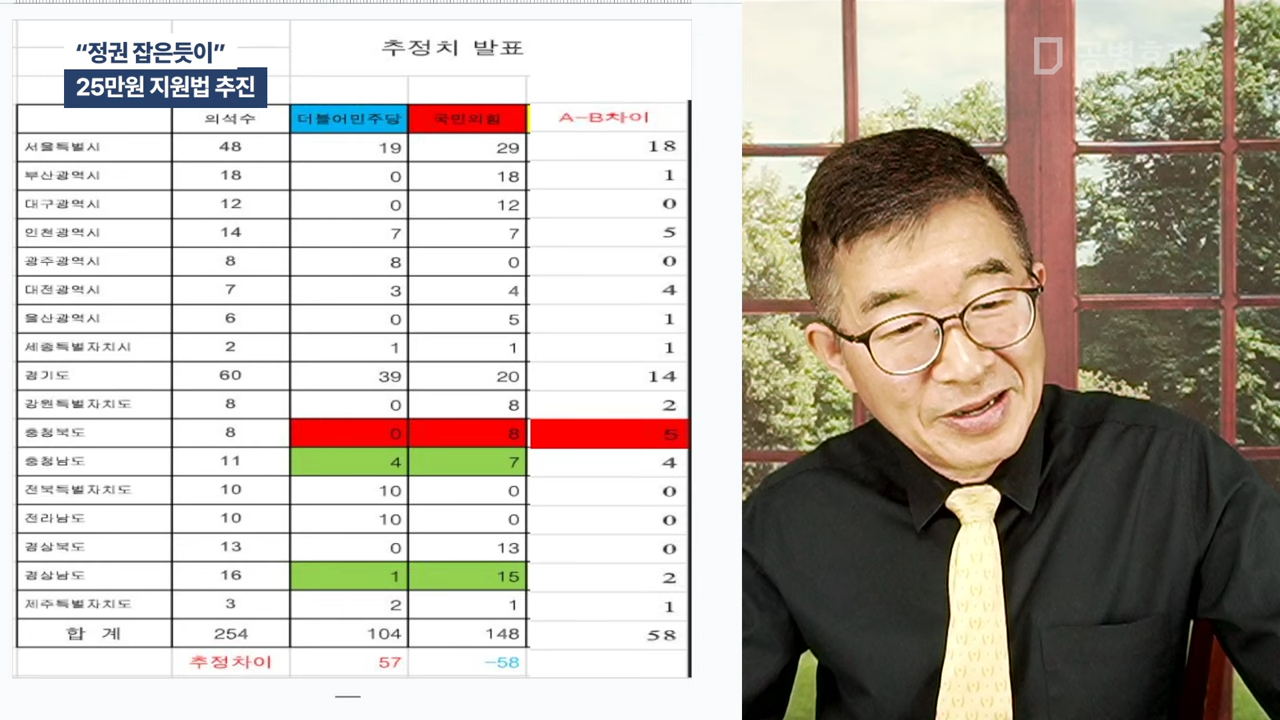 “정권 잡은듯이”
25만원 지원법 추진
추정치 발표
공병호TV
의석수 더불어민주당 국민의힘 A-B차이
서울특별시 48 19 29 18
부산광역시 18 0 18 1
대구광역시 12 0 12 0
인천광역시 14 7 7 5
광주광역시 8 8 0 0
대전광역시 7 3 4 4
울산광역시 6 0 5 1
세종특별자치시 2 1 1 1
경기도 60 39 20 14
강원특별자치도 8 0 8 2
충청북도 8 0 8 5
충청남도 11 4 7 4
전북특별자치도 10 10 0 0
전라남도 10 10 0 0
경상북도 13 0 13 0
경상남도 16 1 15 2
제주특별자치도 3 2 1 1
합 계 254 104 148 58
추정차이 57 -58